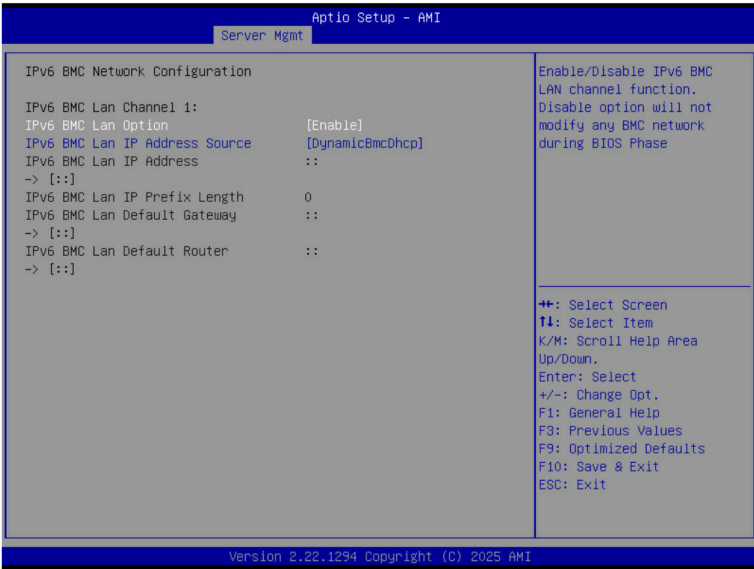 Aptio Setup – AMI
Server Mgmt
IPv6 BMC Network Configuration
IPv6 BMC Lan Channel 1:
IPv6 BMC Lan Option [Enable]
IPv6 BMC Lan IP Address Source [DynamicBmcDhcp]
IPv6 BMC Lan IP Address ::
-> [::]
IPv6 BMC Lan IP Prefix Length 0
IPv6 BMC Lan Default Gateway ::
-> [::]
IPv6 BMC Lan Default Router ::
-> [::]
Enable/Disable IPv6 BMC
LAN channel function.
Disable option will not
modify any BMC network
during BIOS Phase
→←: Select Screen
↑↓: Select Item
K/M: Scroll Help Area
Up/Down.
Enter: Select
+/-: Change Opt.
F1: General Help
F3: Previous Values
F9: Optimized Defaults
F10: Save & Exit
ESC: Exit
Version 2.22.1294 Copyright (C) 2025 AMI